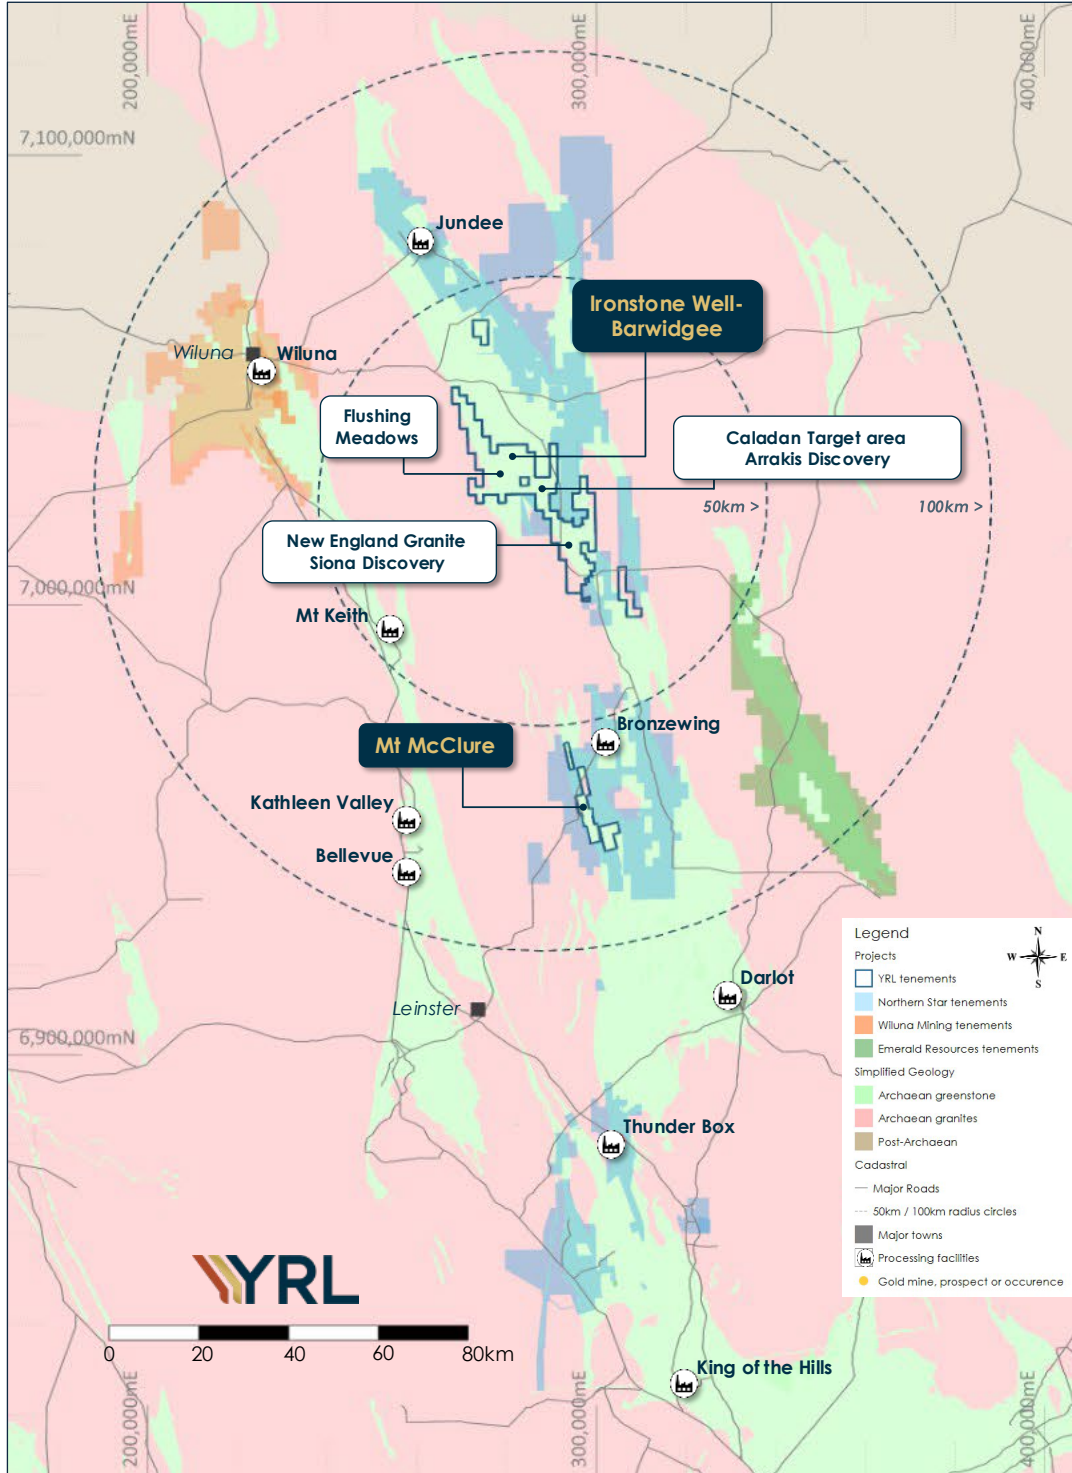 200,000mE
300,000mE
400,000mE
7,100,000mN
Jundee
Ironstone Well-
Barwidgee
Wiluna
Wiluna
Flushing
Meadows
Caladan Target area
Arrakis Discovery
50km >
100km >
New England Granite
Siona Discovery
7,000,000mN
Mt Keith
Bronzewing
Mt McClure
Kathleen Valley
Bellevue
Darlot
Leinster
6,900,000mN
Thunder Box
King of the Hills
Legend
N
W
E
S
Projects
YRL tenements
Northern Star tenements
Wiluna Mining tenements
Emerald Resources tenements
Simplified Geology
Archaean greenstone
Archaean granites
Post-Archaean
Cadastral
Major Roads
50km / 100km radius circles
Major towns
Processing facilities
Gold mine, prospect or occurence
YRL
0 20 40 60 80km
200,000mE
300,000mE
400,000mE